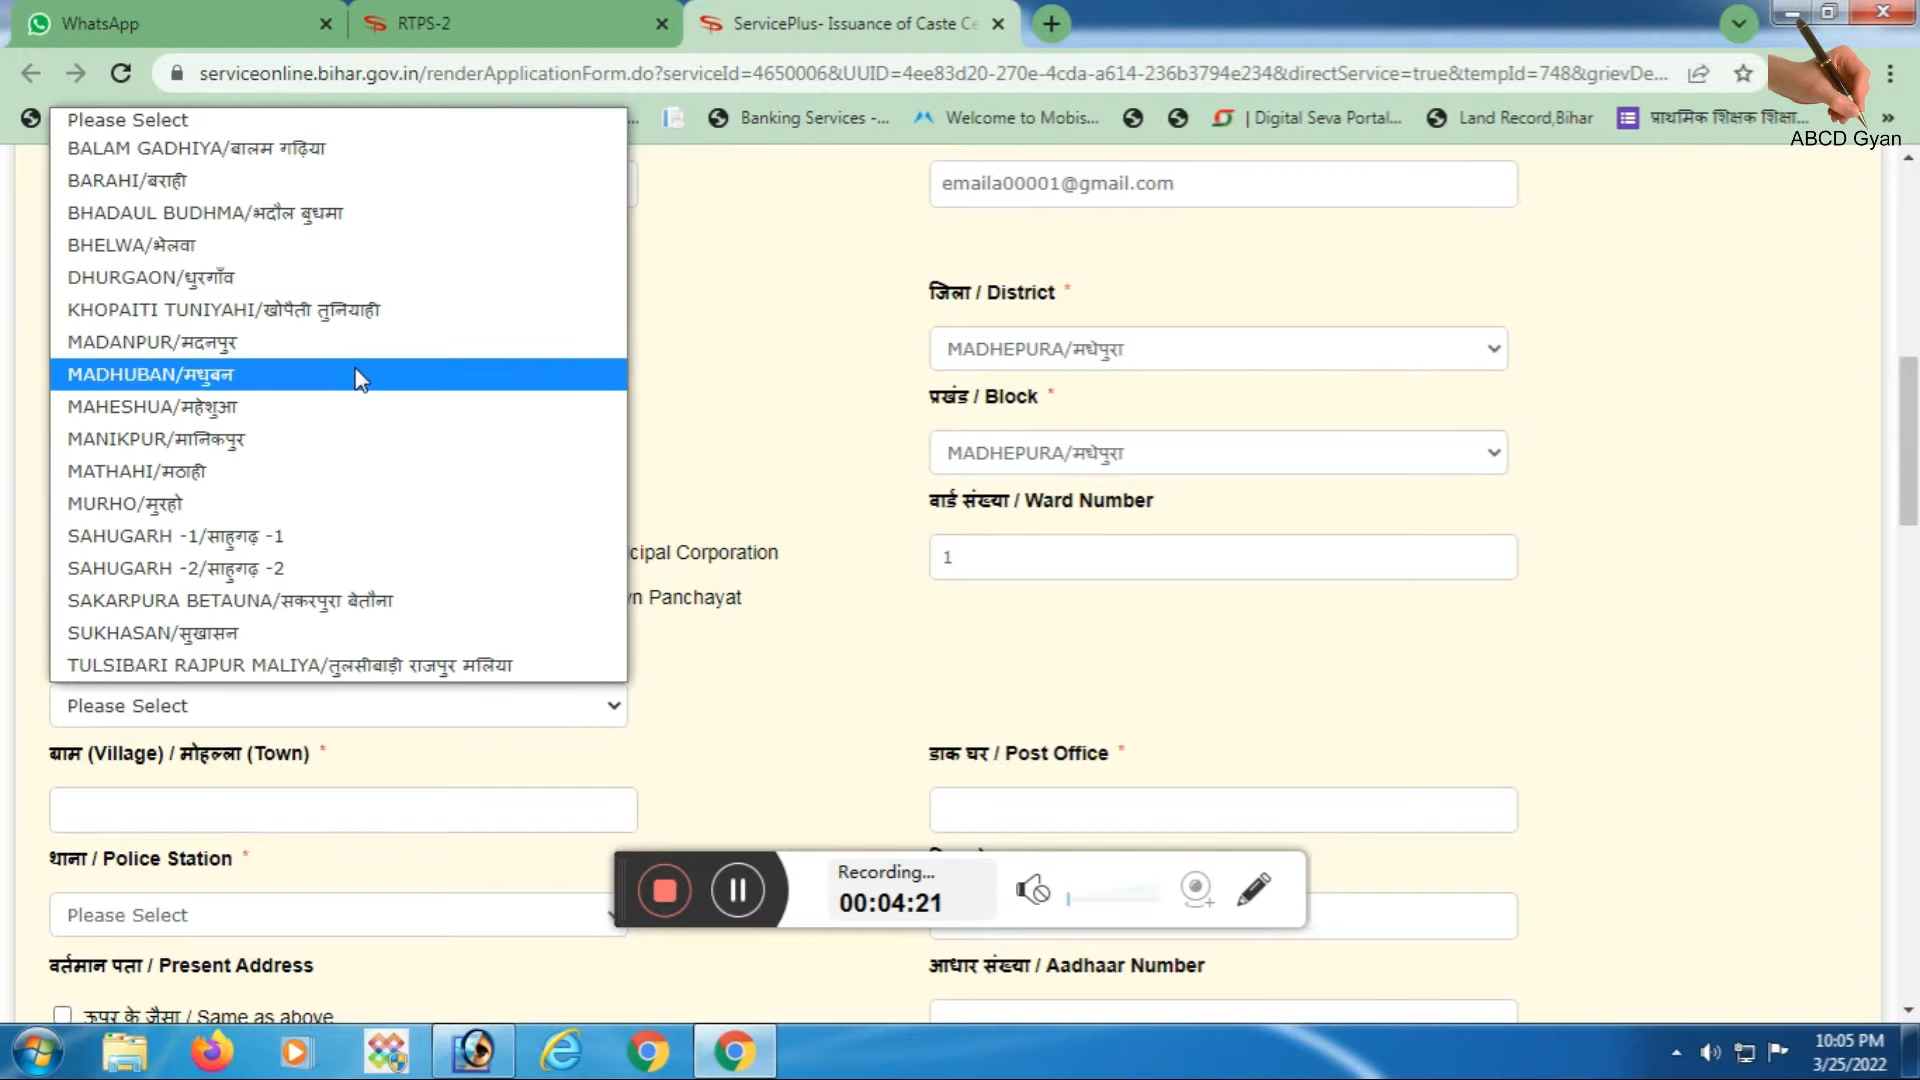 WhatsApp
RTPS-2
ServicePlus- Issuance of Caste Ce
serviceonline.bihar.gov.in/renderApplicationForm.do?serviceId=4650006&UUID=4ee83d20-270e-4cda-a614-236b3794e234&directService=true&tempId=748&grievDe...
ABCD Gyan
... Banking Services -... Welcome to Mobis... | Digital Seva Portal... Land Record,Bihar प्राथमिक शिक्षक शिक्षा... »
Please Select
BALAM GADHIYA/बालम गढ़िया
BARAHI/बराही
BHADAUL BUDHMA/भदौल बुधमा
BHELWA/भेलवा
DHURGAON/धुरगाँव
KHOPAITI TUNIYAHI/खोपैती तुनियाही
MADANPUR/मदनपुर
MADHUBAN/मधुबन
MAHESHUA/महेशुआ
MANIKPUR/मानिकपुर
MATHAHI/मठाही
MURHO/मुरहो
SAHUGARH -1/साहुगढ़ -1
SAHUGARH -2/साहुगढ़ -2
SAKARPURA BETAUNA/सकरपुरा बेतौना
SUKHASAN/सुखासन
TULSIBARI RAJPUR MALIYA/तुलसीबाड़ी राजपुर मलिया
Please Select
emaila00001@gmail.com
जिला / District *
MADHEPURA/मधेपुरा
प्रखंड / Block *
MADHEPURA/मधेपुरा
वार्ड संख्या / Ward Number
1
cipal Corporation
n Panchayat
ग्राम (Village) / मोहल्ला (Town) *
डाक घर / Post Office *
थाना / Police Station *
Please Select
Recording...
00:04:21
वर्तमान पता / Present Address
आधार संख्या / Aadhaar Number
ऊपर के जैसा / Same as above
10:05 PM
3/25/2022